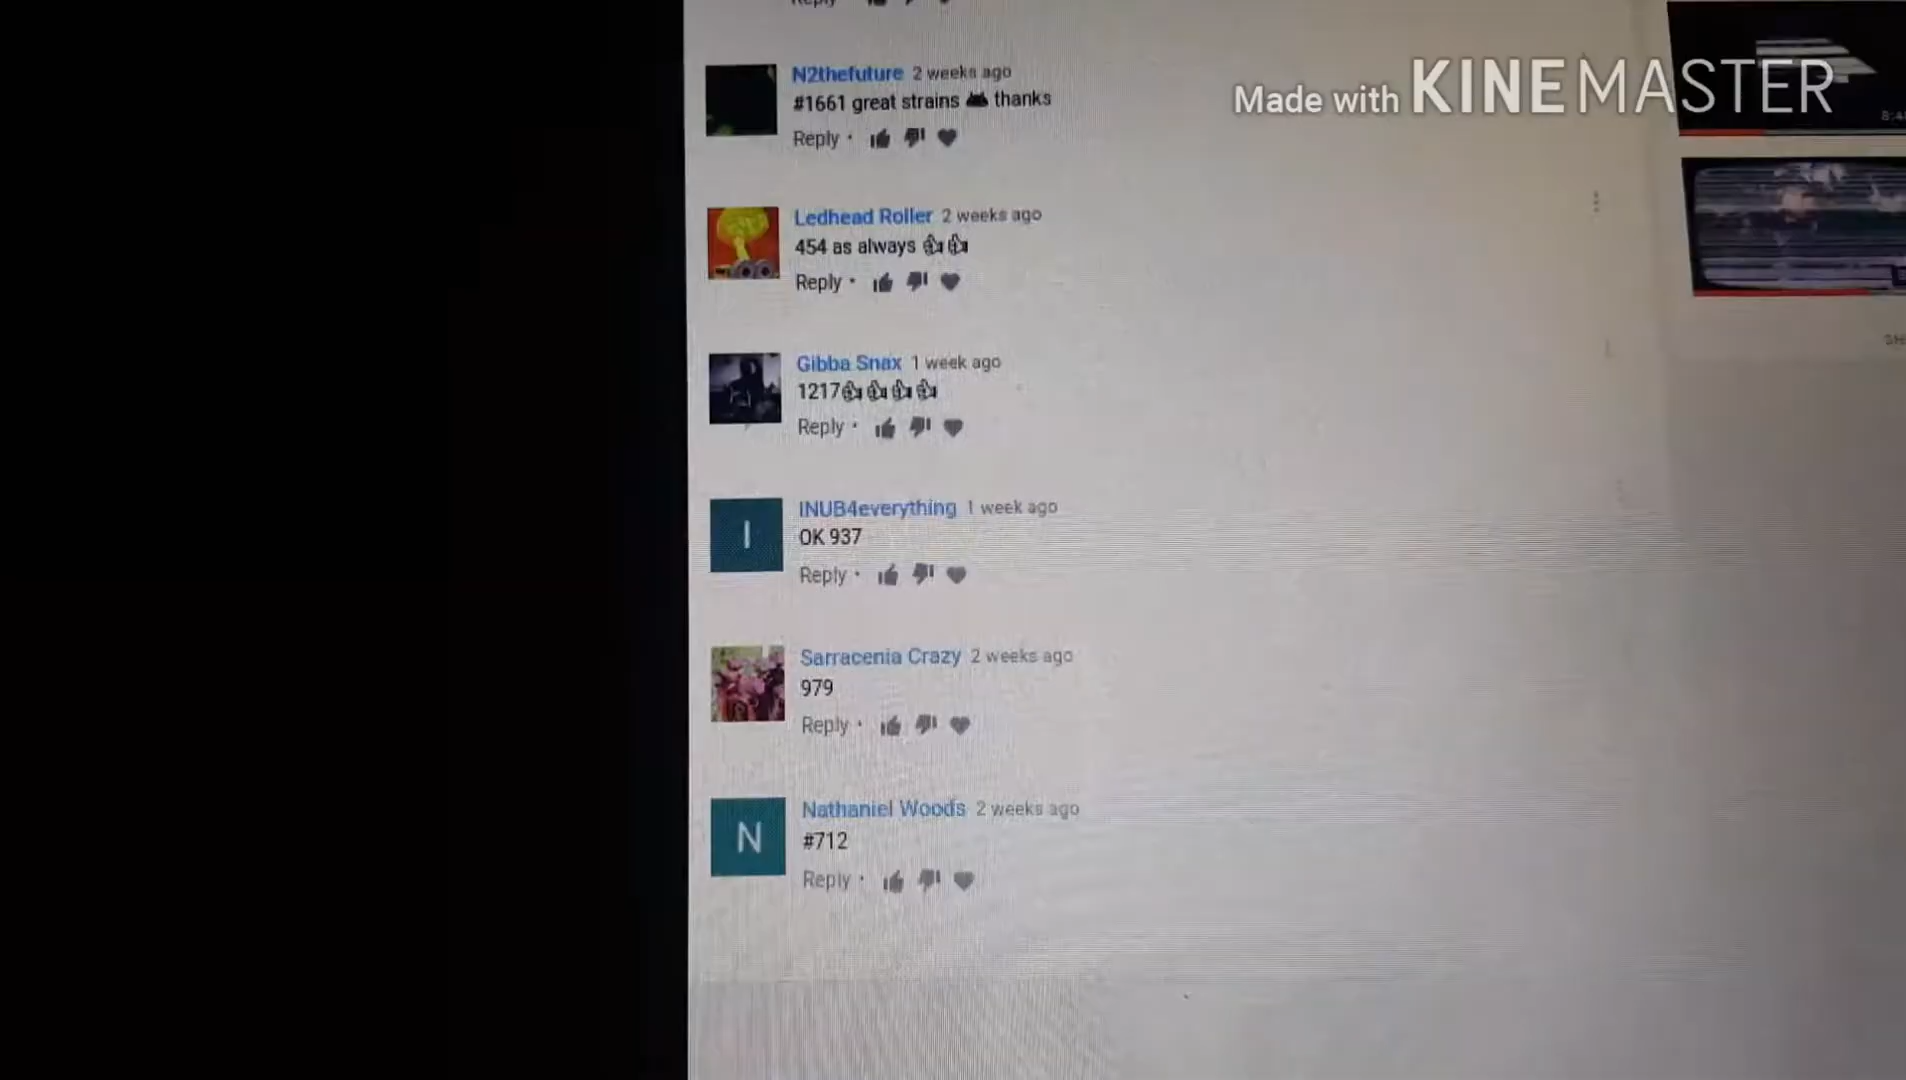 Reply
N2thefuture 2 weeks ago
#1661 great strains thanks
Reply
Made with KINEMASTER
Ledhead Roller 2 weeks ago
454 as always 👍👍
Reply
Gibba Snax 1 week ago
1217👍👍👍👍
Reply
INUB4everything 1 week ago
OK 937
Reply
I
Sarracenia Crazy 2 weeks ago
979
Reply
Nathaniel Woods 2 weeks ago
N
#712
Reply